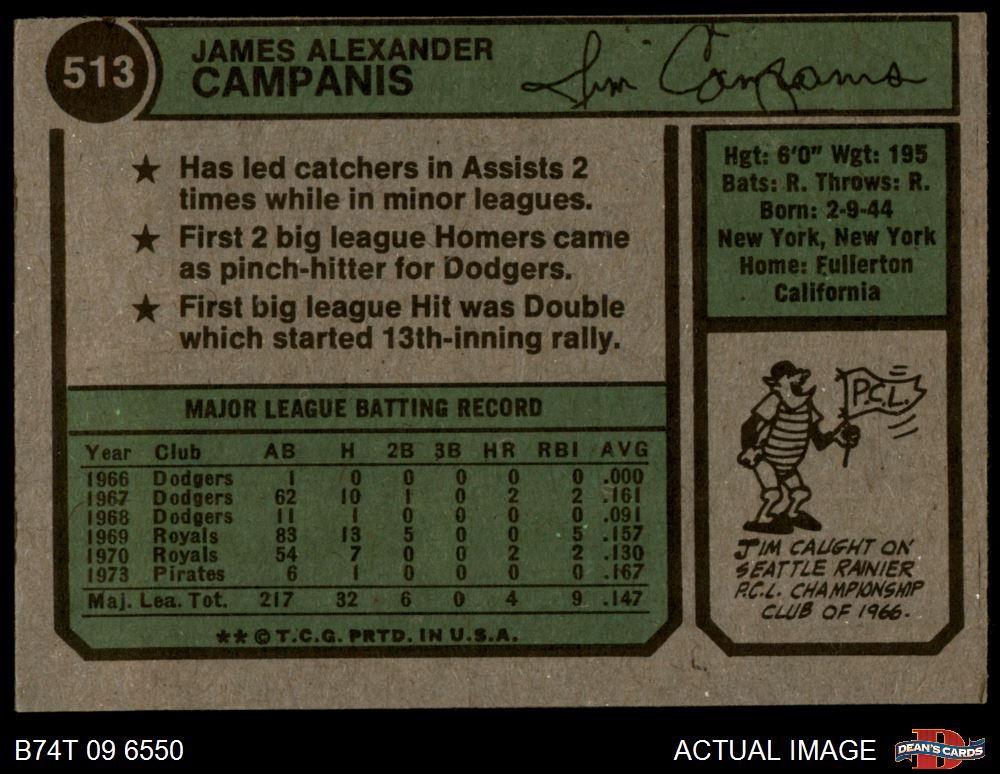 513
JAMES ALEXANDER
CAMPANIS
Jim Campanis
★ Has led catchers in Assists 2
times while in minor leagues.
★ First 2 big league Homers came
as pinch-hitter for Dodgers.
★ First big league Hit was Double
which started 13th-inning rally.
Hgt: 6'0" Wgt: 195
Bats: R. Throws: R.
Born: 2-9-44
New York, New York
Home: Fullerton
California
MAJOR LEAGUE BATTING RECORD
Year Club AB H 2B 3B HR RBI AVG
1966 Dodgers 1 0 0 0 0 0 .000
1967 Dodgers 62 10 1 0 2 2 .161
1968 Dodgers 11 1 0 0 0 0 .091
1969 Royals 83 13 5 0 0 5 .157
1970 Royals 54 7 0 0 2 2 .130
1973 Pirates 6 1 0 0 0 0 .167
Maj. Lea. Tot. 217 32 6 0 4 9 .147
**©T.C.G. PRTD. IN U.S.A.
P.C.L.
JIM CAUGHT ON
SEATTLE RAINIER
P.C.L. CHAMPIONSHIP
CLUB OF 1966.
B74T 09 6550
ACTUAL IMAGE
D
DEAN'S CARDS